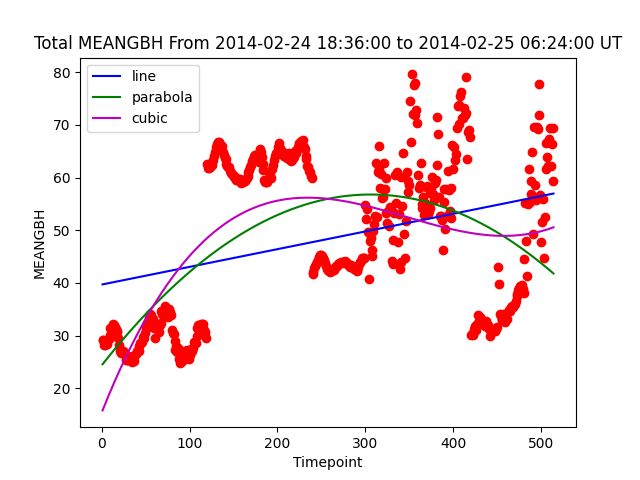 Total MEANGBH From 2014-02-24 18:36:00 to 2014-02-25 06:24:00 UT
line
parabola
cubic
80
70
60
50
40
30
20
MEANGBH
0 100 200 300 400 500
Timepoint